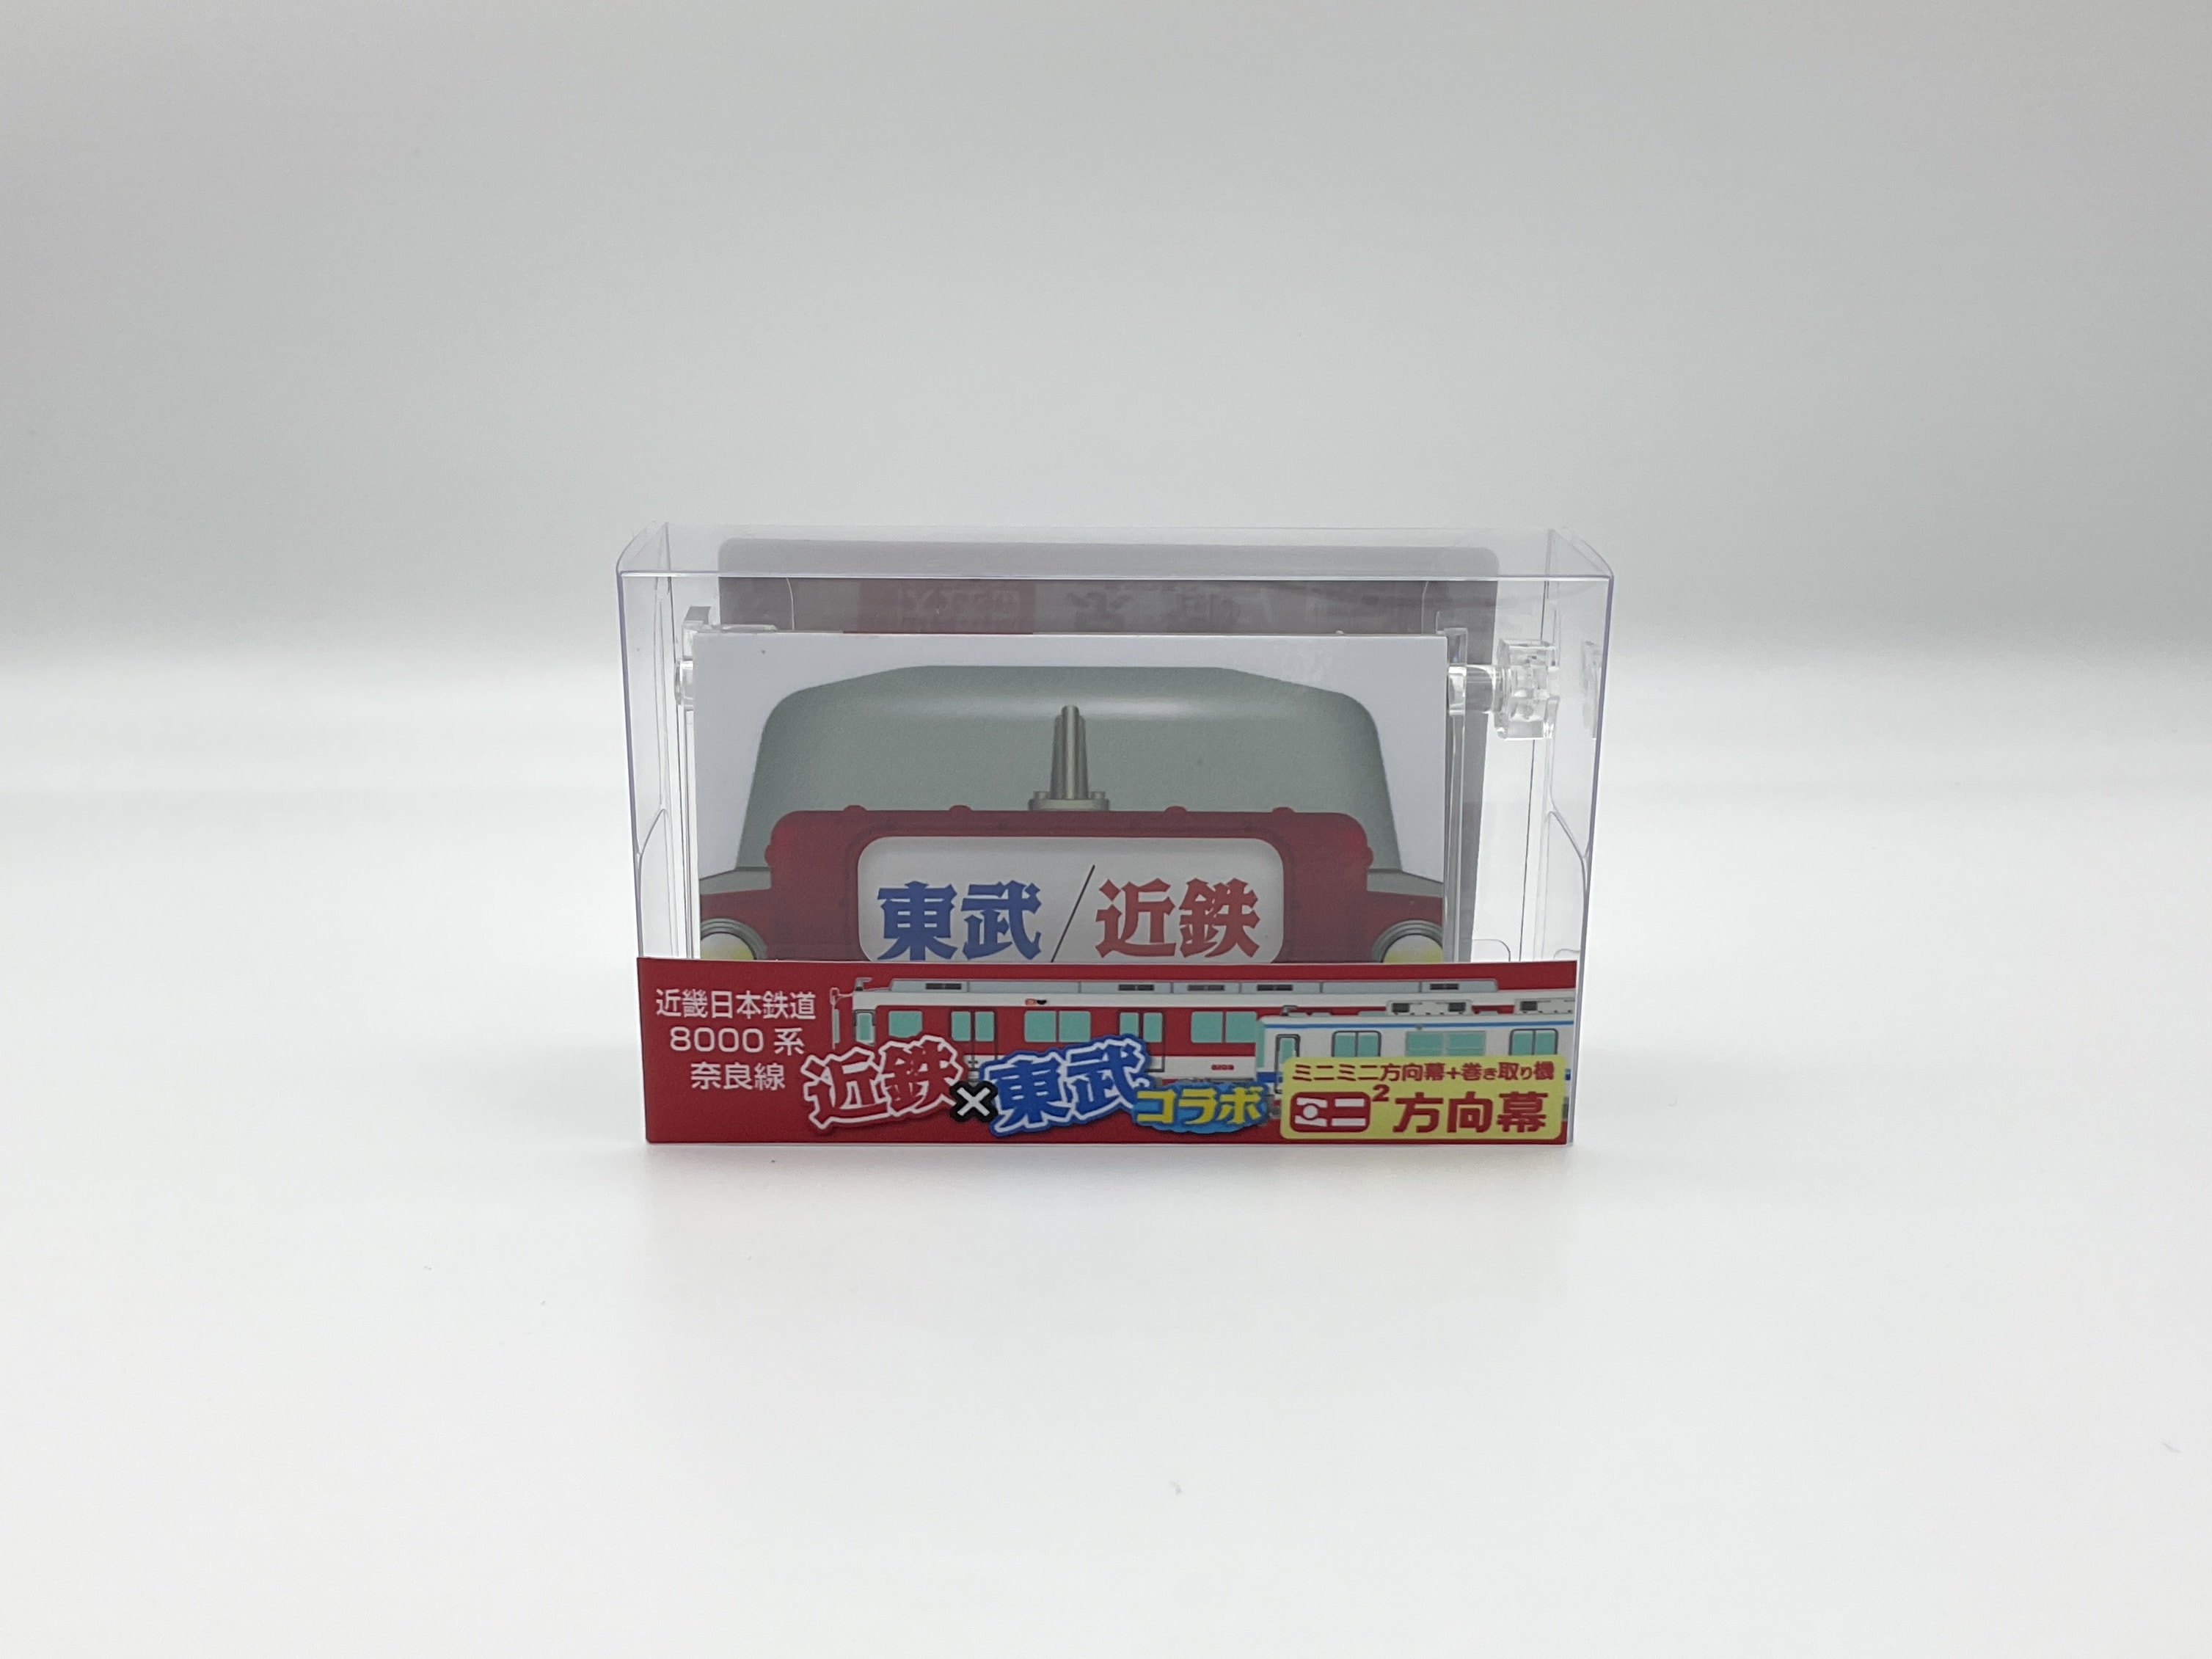 東武/近鉄
近畿日本鉄道
8000系
奈良線
近鉄×東武コラボ
ミニミニ方向幕+巻き取り機
ミニ²方向幕